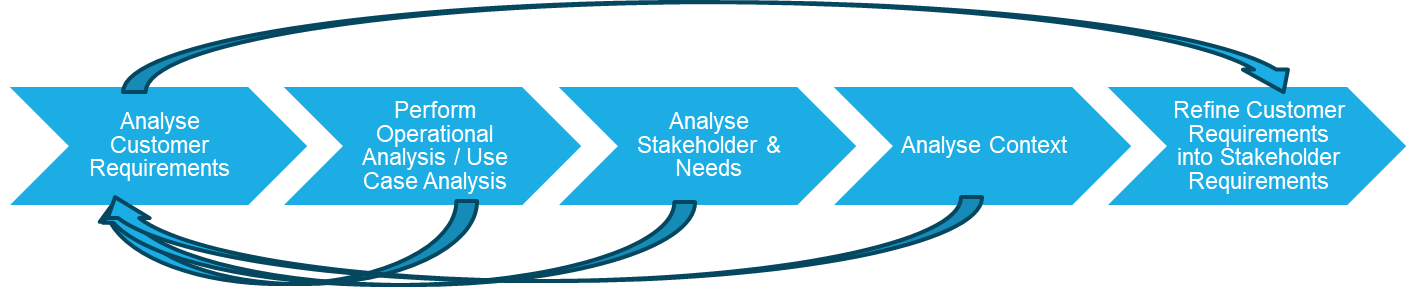 Analyse
Customer
Requirements
Perform
Operational
Analysis / Use
Case Analysis
Analyse
Stakeholder &
Needs
Analyse Context
Refine Customer
Requirements
into Stakeholder
Requirements